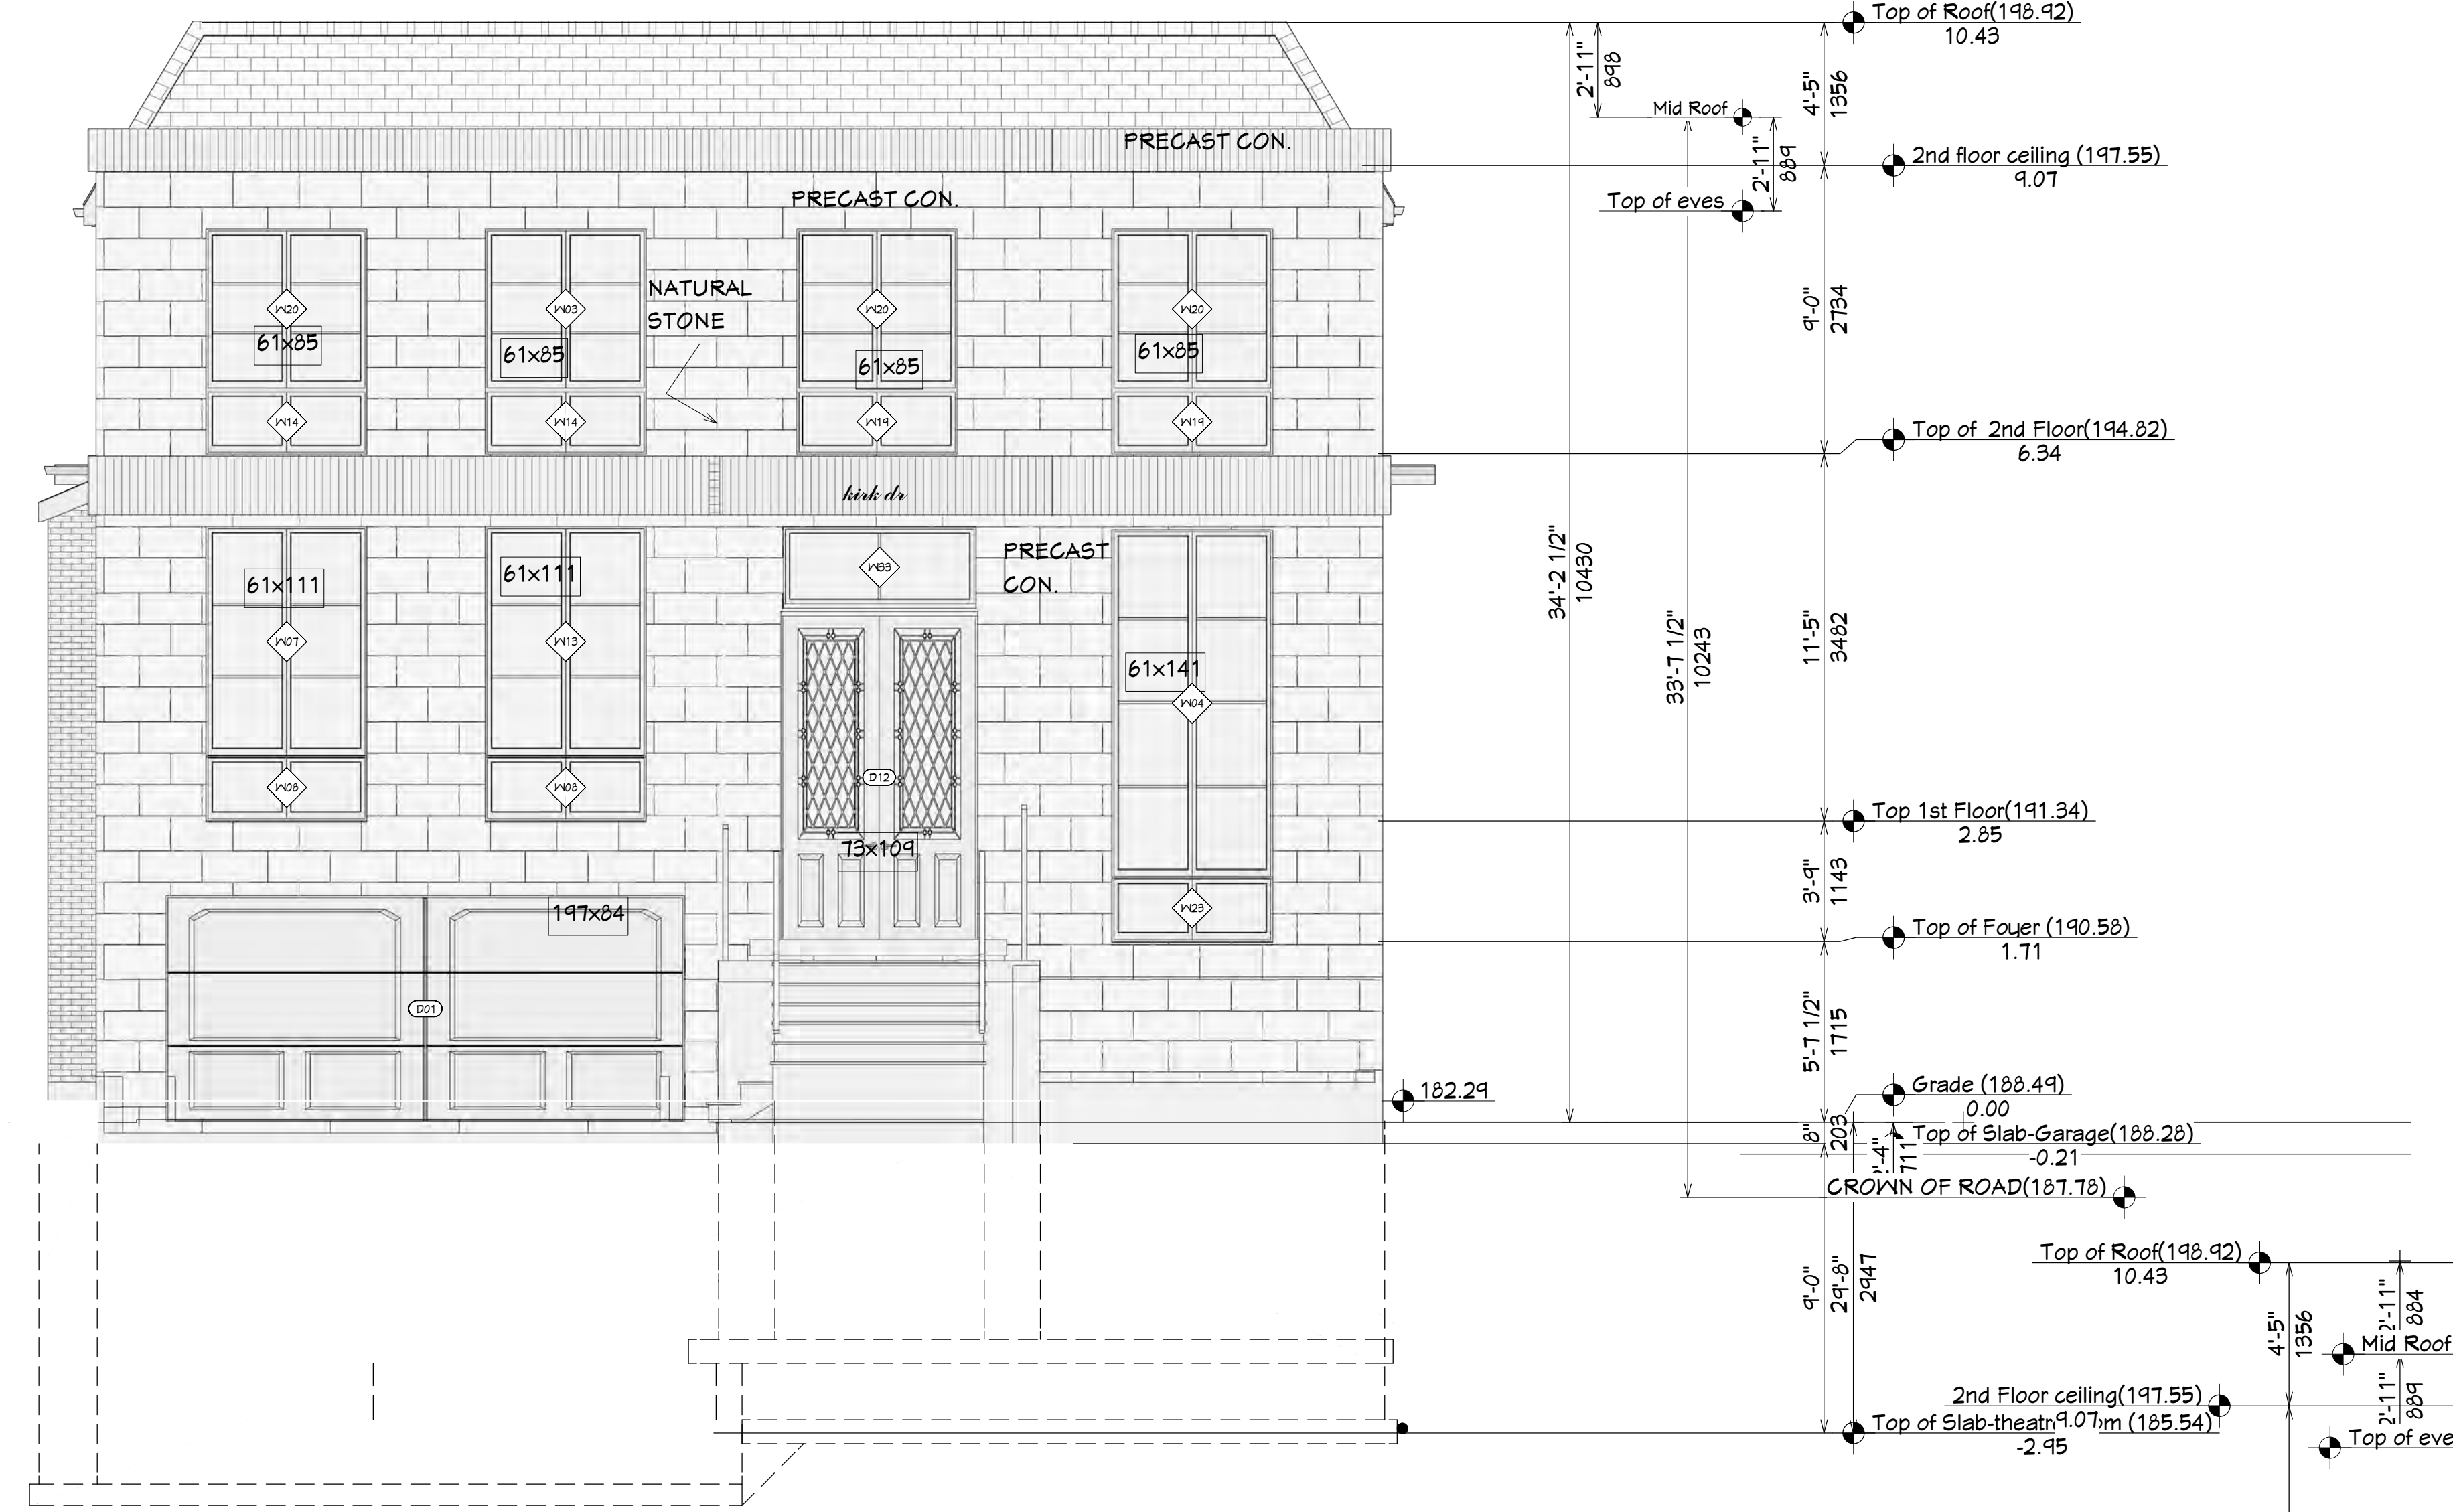 Top of Roof(198.92)
10.43
2'-11"
898
4'-5"
1356
Mid Roof
PRECAST CON.
2'-11"
889
2nd floor ceiling (197.55)
9.07
PRECAST CON.
Top of eves
NATURAL
STONE
W20
W03
W20
W20
61x85
61x85
61x85
61x85
9'-0"
2734
W14
W14
W19
W19
Top of 2nd Floor(194.82)
6.34
kirk dr
PRECAST
CON.
W33
61x111
61x111
34'-2 1/2"
10430
33'-7 1/2"
10243
11'-5"
3482
W07
W13
61x141
W04
D12
W08
W08
Top 1st Floor(191.34)
2.85
73x109
3'-9"
1143
197x84
W23
Top of Foyer (190.58)
1.71
D01
5'-7 1/2"
1715
182.29
Grade (188.49)
0.00
8"
203
Top of Slab-Garage(188.28)
-0.21
'-4"
711
CROWN OF ROAD(187.78)
Top of Roof(198.92)
10.43
9'-0"
29'-8"
2947
2'-11"
884
4'-5"
1356
Mid Roof
2'-11"
889
2nd Floor ceiling(197.55)
9.07
Top of Slab-theatr m (185.54)
-2.95
Top of eve